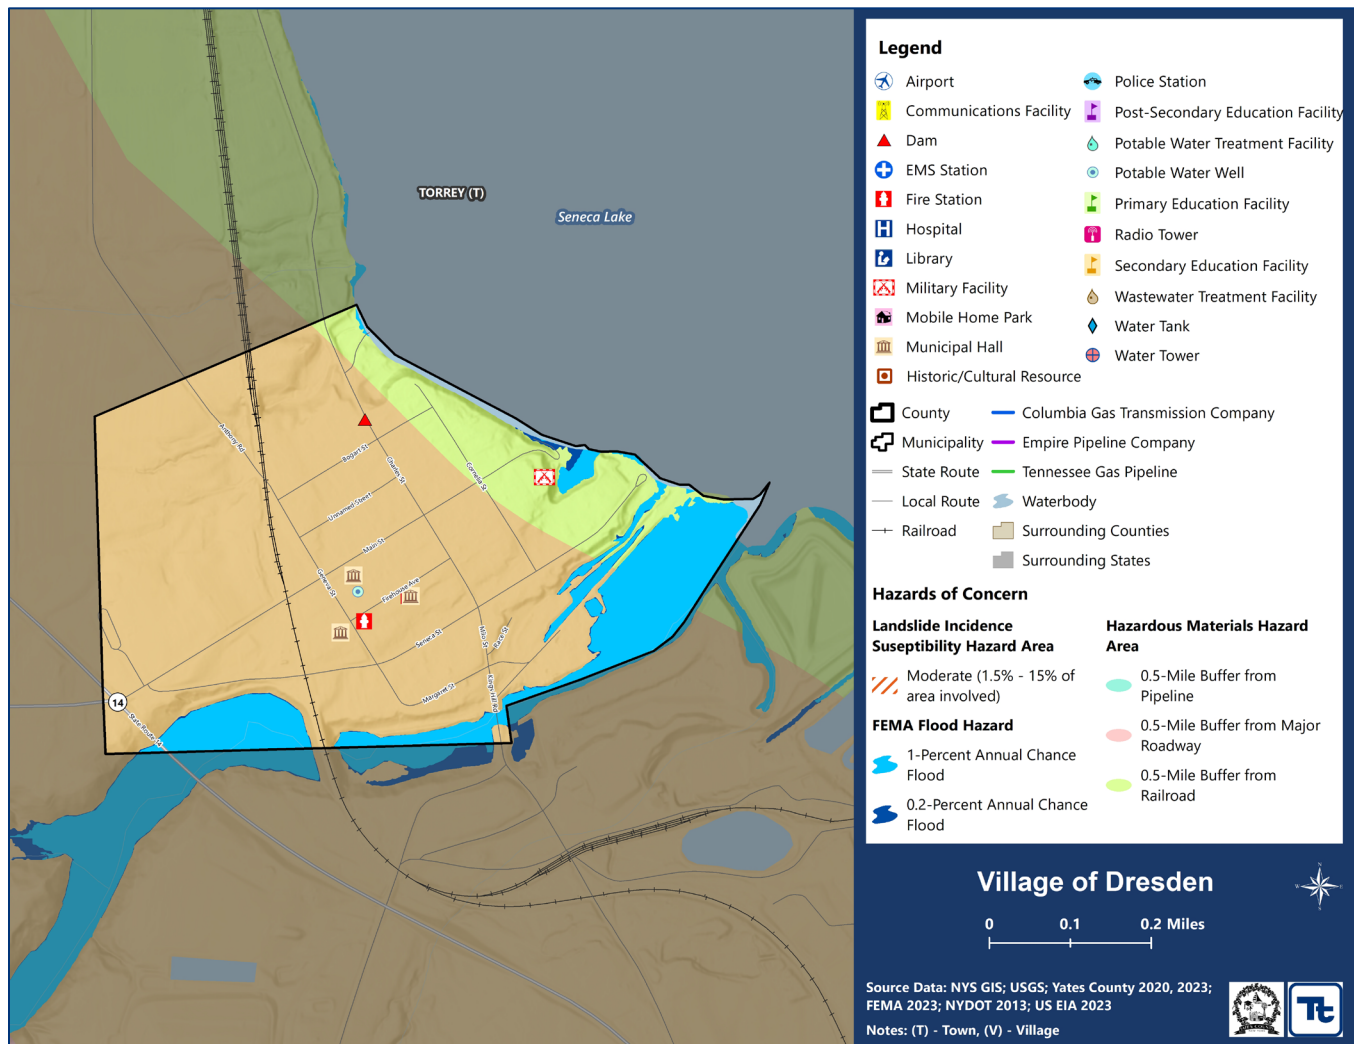 TORREY (T)
Seneca Lake
Anthony Rd
Bogart St
Charles St
Cornelia St
Unnamed Street
Main St
Geneva St
Firehouse Ave
Seneca St
Milo St
Race St
Margaret St
Kings Hill Rd
14
State Route 14
Legend
Airport
Communications Facility
Dam
EMS Station
Fire Station
Hospital
Library
Military Facility
Mobile Home Park
Municipal Hall
Historic/Cultural Resource
Police Station
Post-Secondary Education Facility
Potable Water Treatment Facility
Potable Water Well
Primary Education Facility
Radio Tower
Secondary Education Facility
Wastewater Treatment Facility
Water Tank
Water Tower
County
Municipality
State Route
Local Route
Railroad
Columbia Gas Transmission Company
Empire Pipeline Company
Tennessee Gas Pipeline
Waterbody
Surrounding Counties
Surrounding States
Hazards of Concern
Landslide Incidence
Suseptibility Hazard Area
Moderate (1.5% - 15% of
area involved)
FEMA Flood Hazard
1-Percent Annual Chance
Flood
0.2-Percent Annual Chance
Flood
Hazardous Materials Hazard
Area
0.5-Mile Buffer from
Pipeline
0.5-Mile Buffer from Major
Roadway
0.5-Mile Buffer from
Railroad
Village of Dresden
N
E
S
W
0 0.1 0.2 Miles
Source Data: NYS GIS; USGS; Yates County 2020, 2023;
FEMA 2023; NYDOT 2013; US EIA 2023
Notes: (T) - Town, (V) - Village
Tt